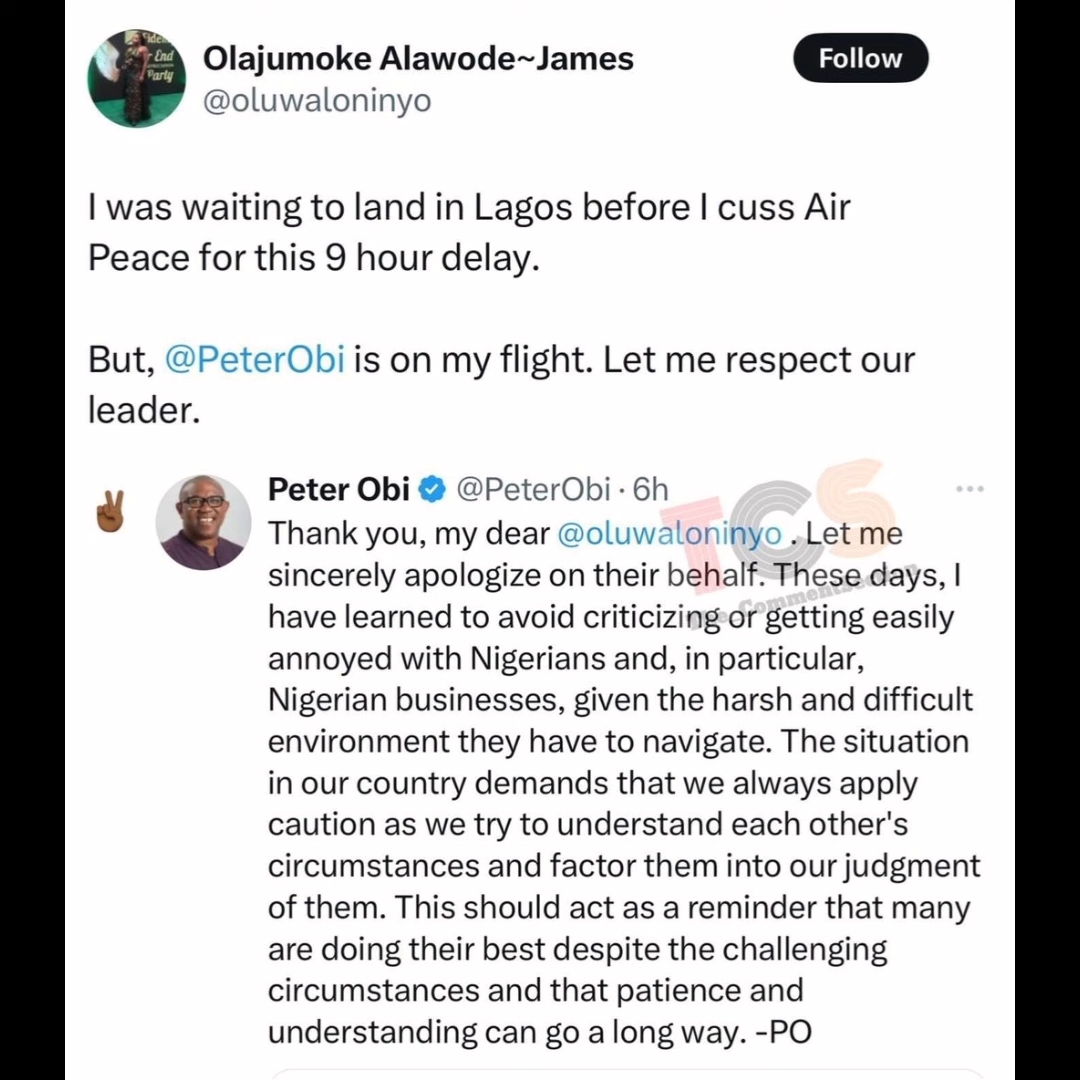 Olajumoke Alawode~James
Follow
@oluwaloninyo
I was waiting to land in Lagos before I cuss Air
Peace for this 9 hour delay.
But, @PeterObi is on my flight. Let me respect our
leader.
Peter Obi @PeterObi · 6h
Thank you, my dear @oluwaloninyo . Let me
sincerely apologize on their behalf. These days, I
have learned to avoid criticizing or getting easily
annoyed with Nigerians and, in particular,
Nigerian businesses, given the harsh and difficult
environment they have to navigate. The situation
in our country demands that we always apply
caution as we try to understand each other's
circumstances and factor them into our judgment
of them. This should act as a reminder that many
are doing their best despite the challenging
circumstances and that patience and
understanding can go a long way. -PO
TCS
End
Party